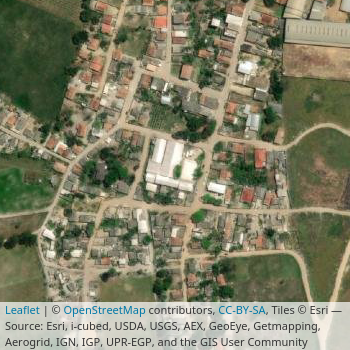 Leaflet | © OpenStreetMap contributors, CC-BY-SA, Tiles © Esri —
Source: Esri, i-cubed, USDA, USGS, AEX, GeoEye, Getmapping,
Aerogrid, IGN, IGP, UPR-EGP, and the GIS User Community